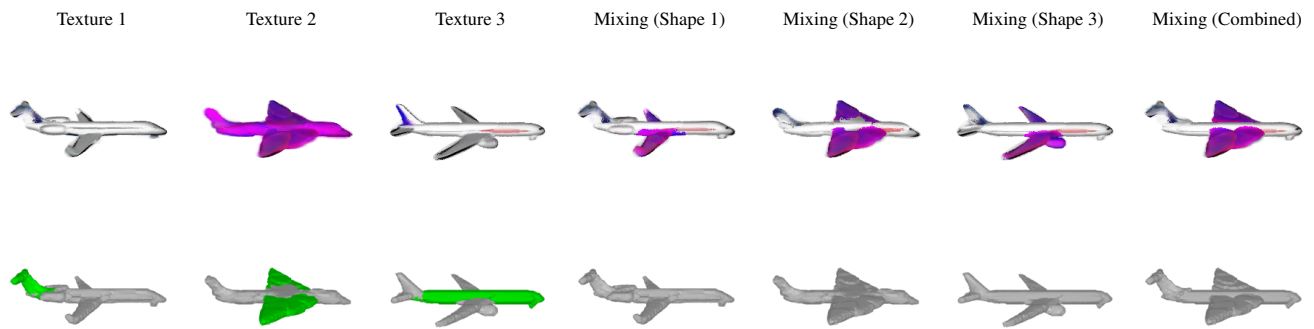 Texture 1 Texture 2 Texture 3 Mixing (Shape 1) Mixing (Shape 2) Mixing (Shape 3) Mixing (Combined)